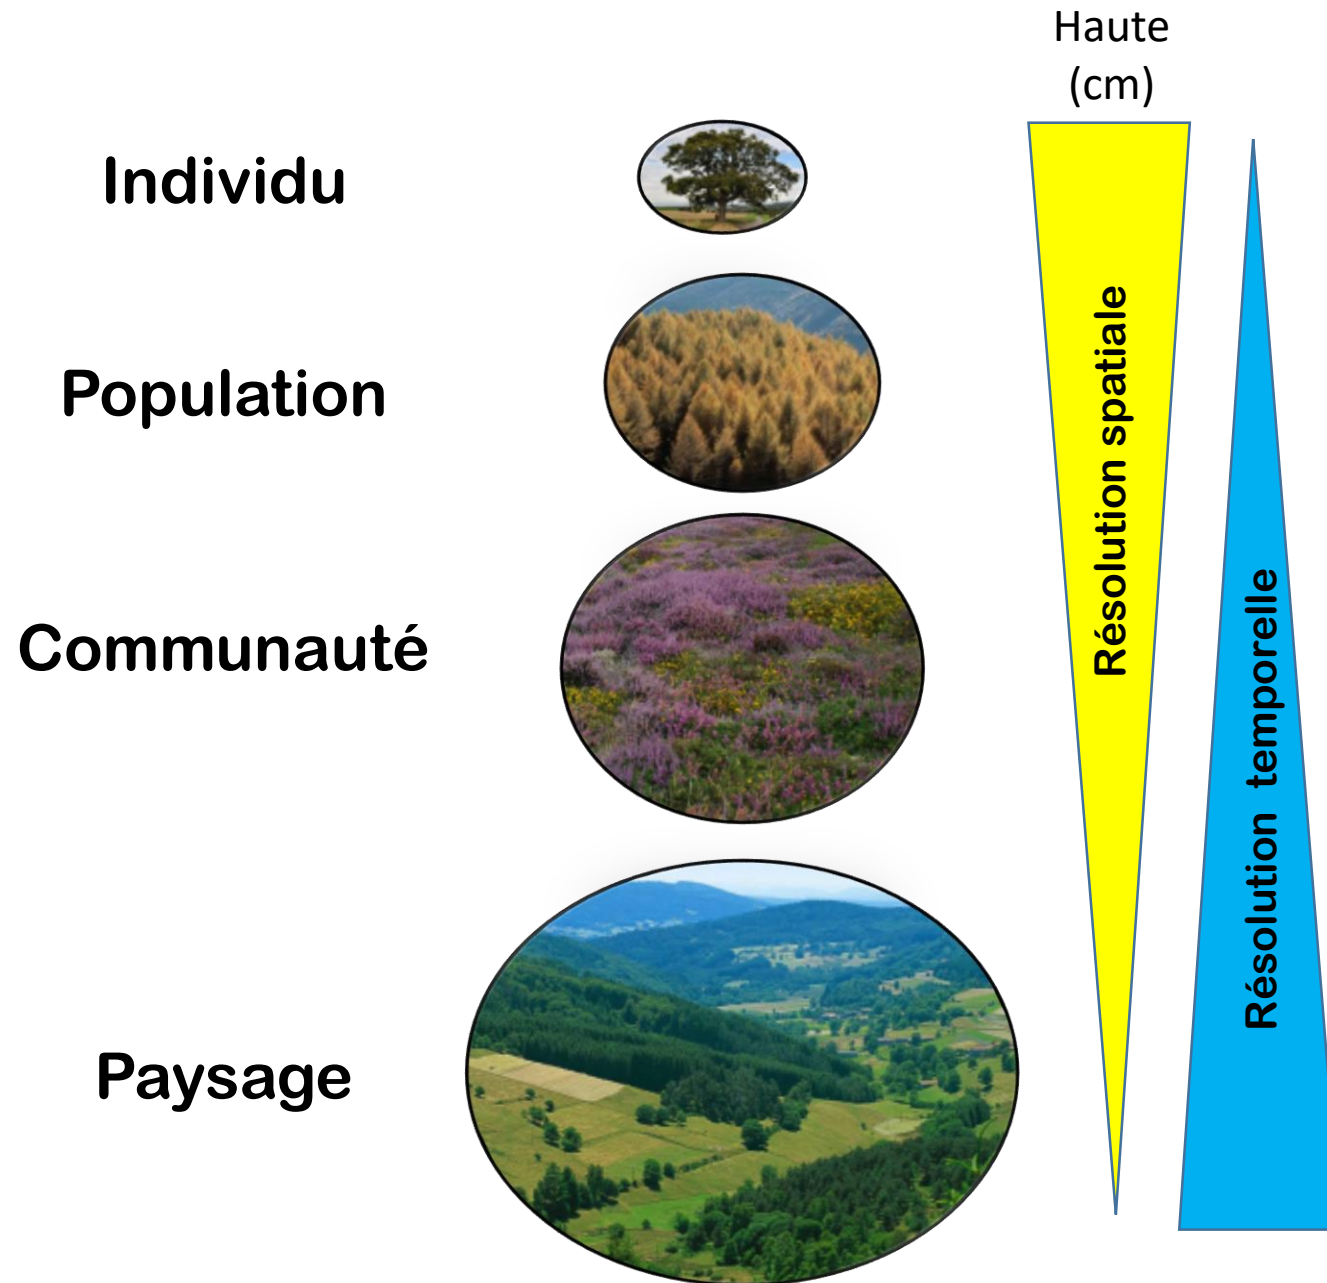 Haute
(cm)
Individu
Population
Communauté
Paysage
Résolution spatiale
Résolution temporelle